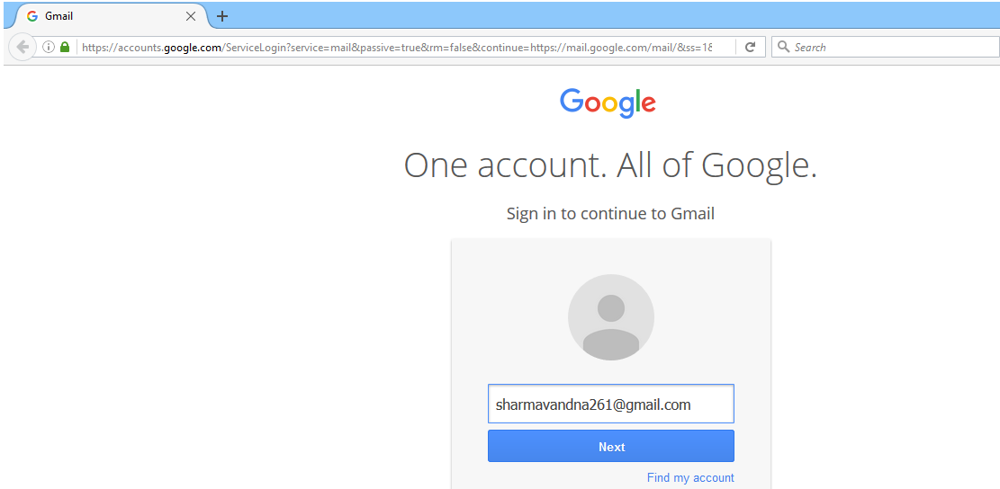 Gmail
https://accounts.google.com/ServiceLogin?service=mail&passive=true&rm=false&continue=https://mail.google.com/mail/&ss=18
Search
Google
One account. All of Google.
Sign in to continue to Gmail
sharmavandna261@gmail.com
Next
Find my account